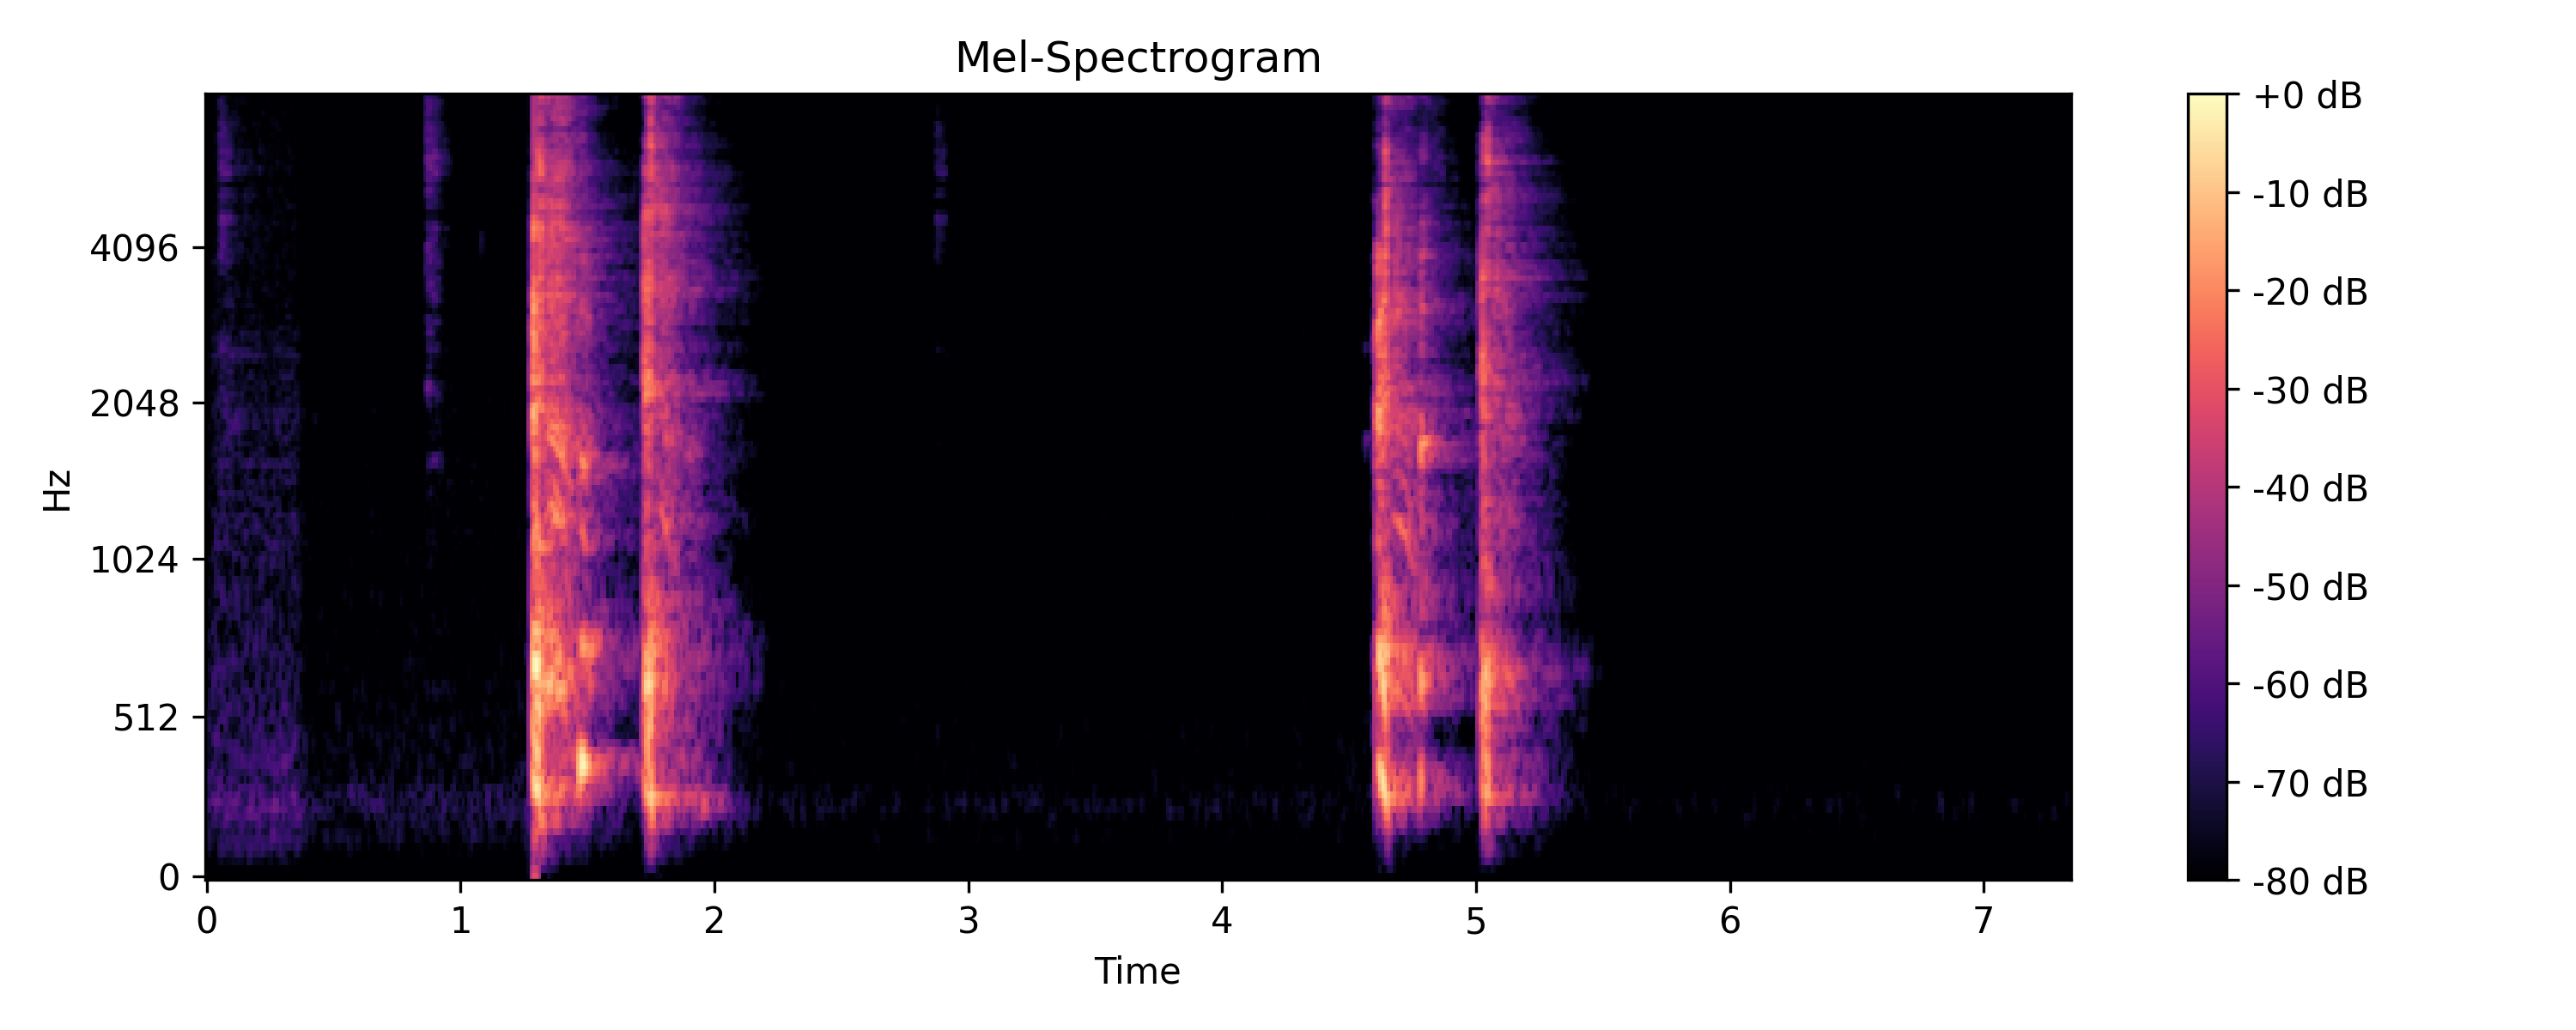 Mel-Spectrogram
+0 dB
-10 dB
4096
-20 dB
-30 dB
2048
-40 dB
Hz
1024
-50 dB
-60 dB
512
-70 dB
0
-80 dB
0 1 2 3 4 5 6 7
Time